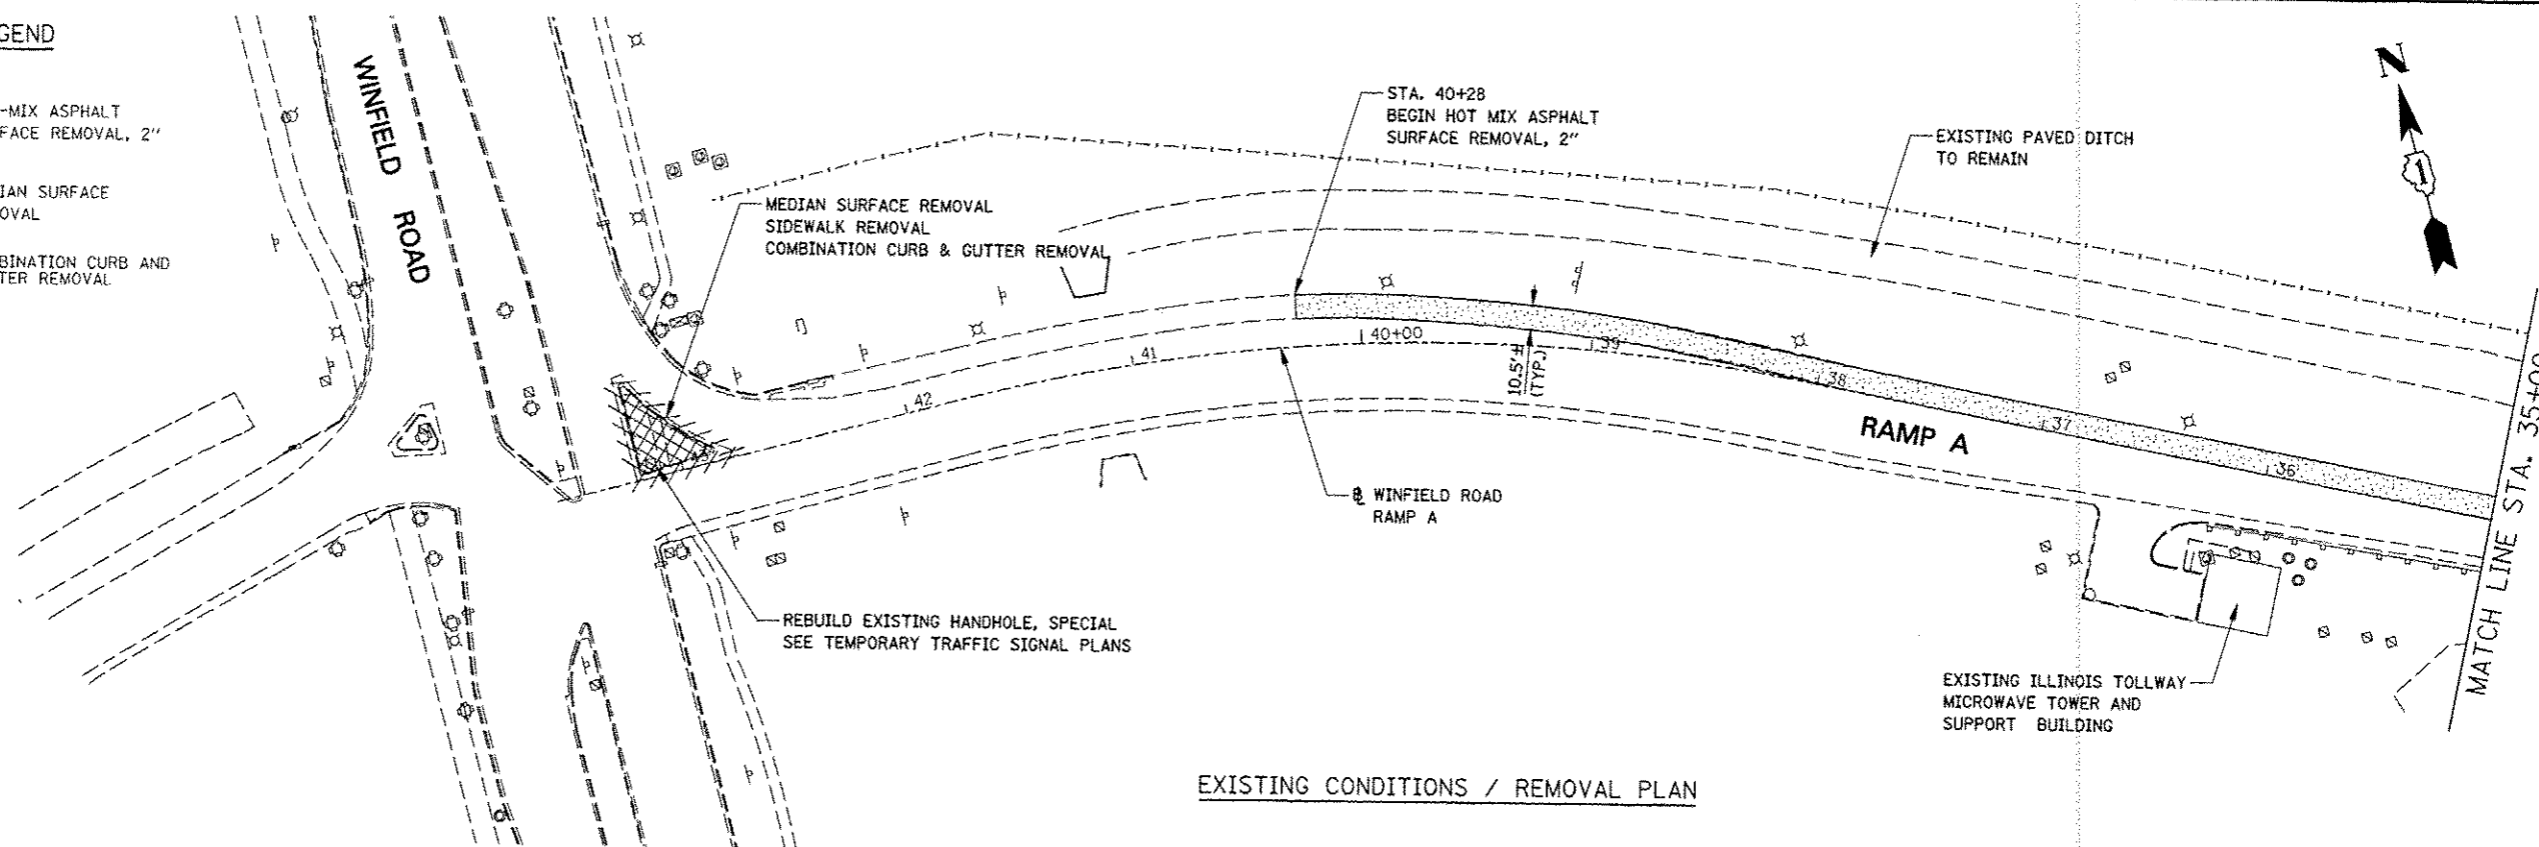 GEND
-MIX ASPHALT
FACE REMOVAL, 2"
IAN SURFACE
OVAL
BINATION CURB AND
TER REMOVAL
WINFIELD ROAD
MEDIAN SURFACE REMOVAL
SIDEWALK REMOVAL
COMBINATION CURB & GUTTER REMOVAL
STA. 40+28
BEGIN HOT MIX ASPHALT
SURFACE REMOVAL, 2"
EXISTING PAVED DITCH
TO REMAIN
N
1
42
41
40+00
39
38
37
36
10.5'±
(TYP.)
RAMP A
℄ WINFIELD ROAD
RAMP A
REBUILD EXISTING HANDHOLE, SPECIAL
SEE TEMPORARY TRAFFIC SIGNAL PLANS
EXISTING ILLINOIS TOLLWAY
MICROWAVE TOWER AND
SUPPORT BUILDING
MATCH LINE STA. 35+00
EXISTING CONDITIONS / REMOVAL PLAN